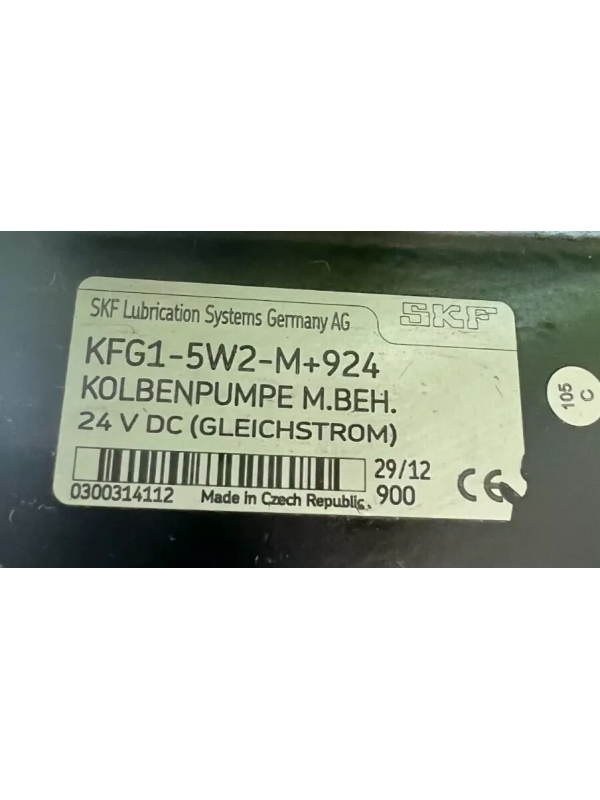 SKF Lubrication Systems Germany AG
SKF
KFG1-5W2-M+924
KOLBENPUMPE M.BEH.
24 V DC (GLEICHSTROM)
29/12
0300314112
Made in Czech Republic.
900
CE
105
C